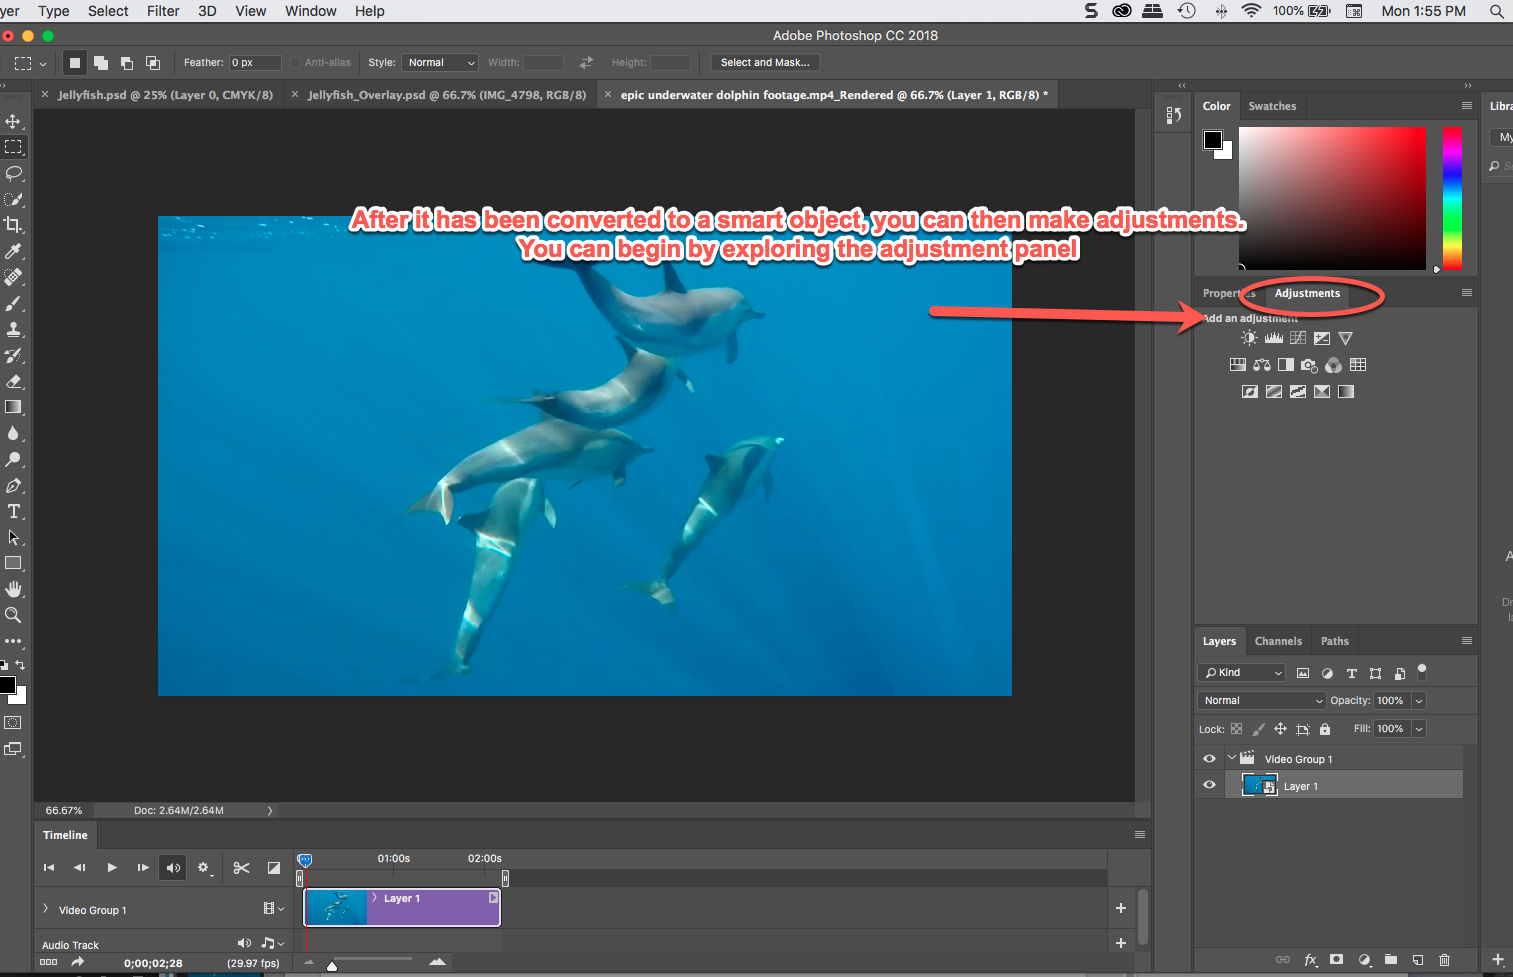 yer Type Select Filter 3D View Window Help 100% Mon 1:55 PM
Adobe Photoshop CC 2018
Feather: 0 px Anti-alias Style: Normal Width: Height: Select and Mask...
Jellyfish.psd @ 25% (Layer 0, CMYK/8) Jellyfish_Overlay.psd @ 66.7% (IMG_4798, RGB/8) epic underwater dolphin footage.mp4_Rendered @ 66.7% (Layer 1, RGB/8) *
Color Swatches Libra
My
After it has been converted to a smart object, you can then make adjustments.
You can begin by exploring the adjustment panel
Properties Adjustments
Add an adjustment
Layers Channels Paths
Kind
Normal Opacity: 100%
Lock: Fill: 100%
Video Group 1
Layer 1
66.67% Doc: 2.64M/2.64M
Timeline
01:00s 02:00s
Layer 1
Video Group 1
Audio Track
0;00;02;28 (29.97 fps)